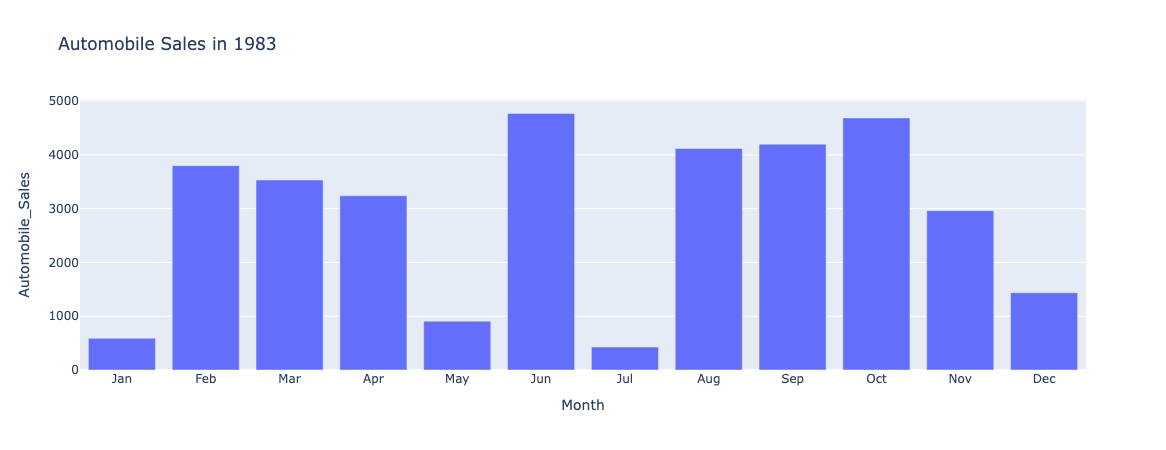 Automobile Sales in 1983
Automobile_Sales
5000
4000
3000
2000
1000
0
Jan Feb Mar Apr May Jun Jul Aug Sep Oct Nov Dec
Month